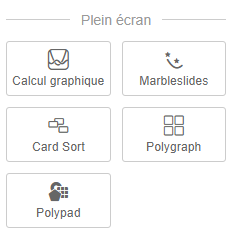 Plein écran
Calcul graphique
Marbleslides
Card Sort
Polygraph
Polypad